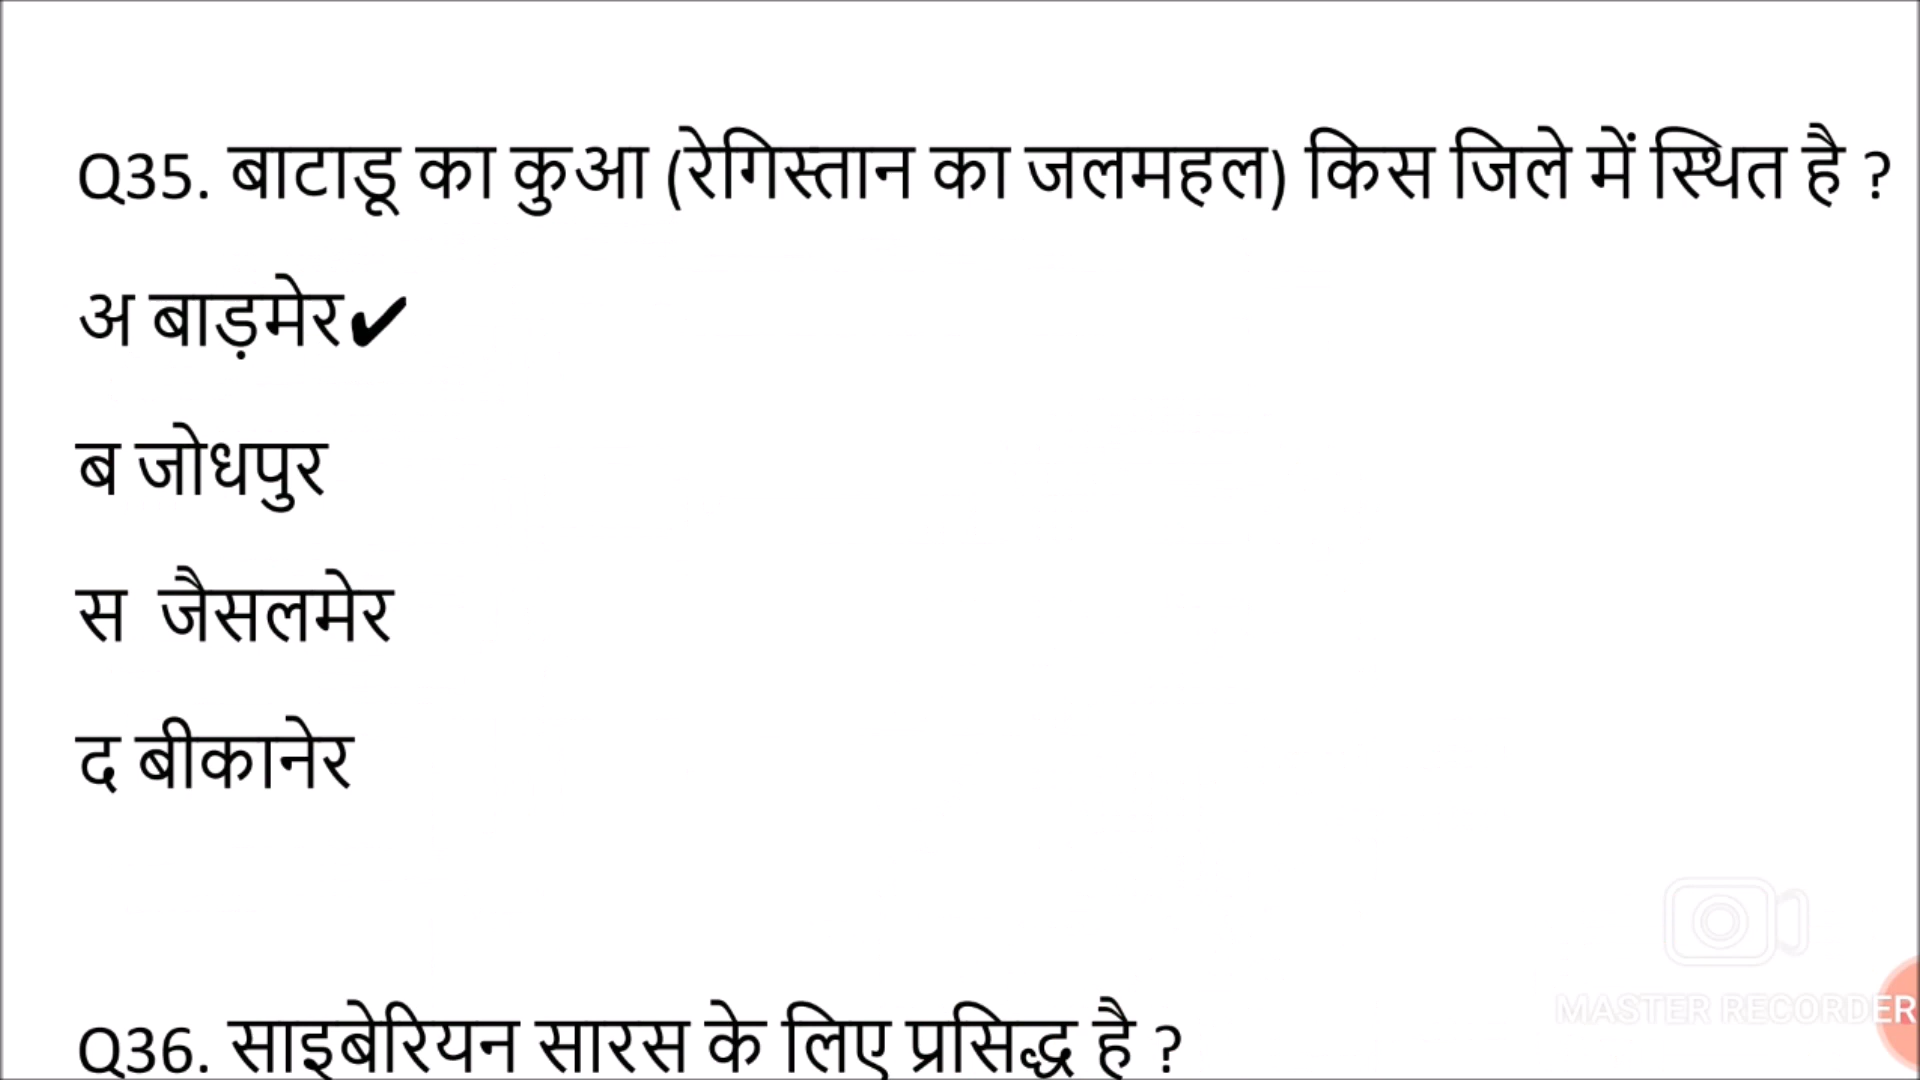 Q35. बाटाडू का कुआ (रेगिस्तान का जलमहल) किस जिले में स्थित है ?
अ बाड़मेर✔
ब जोधपुर
स जैसलमेर
द बीकानेर
Q36. साइबेरियन सारस के लिए प्रसिद्ध है ?
MASTER RECORDER